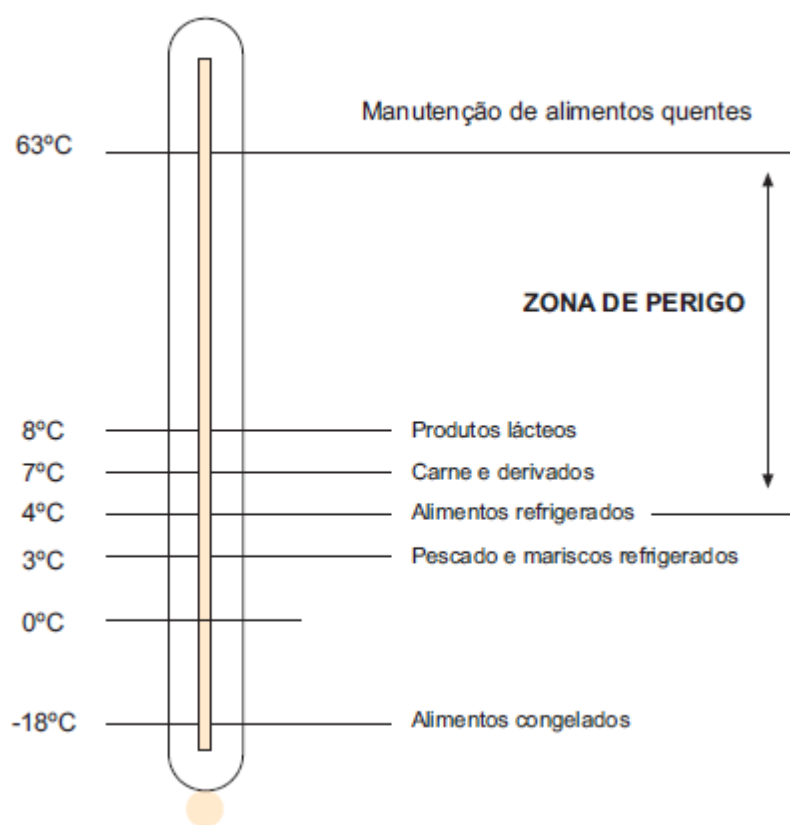 Manutenção de alimentos quentes
63ºC
ZONA DE PERIGO
8ºC
Produtos lácteos
7ºC
Carne e derivados
4ºC
Alimentos refrigerados
3ºC
Pescado e mariscos refrigerados
0ºC
-18ºC
Alimentos congelados